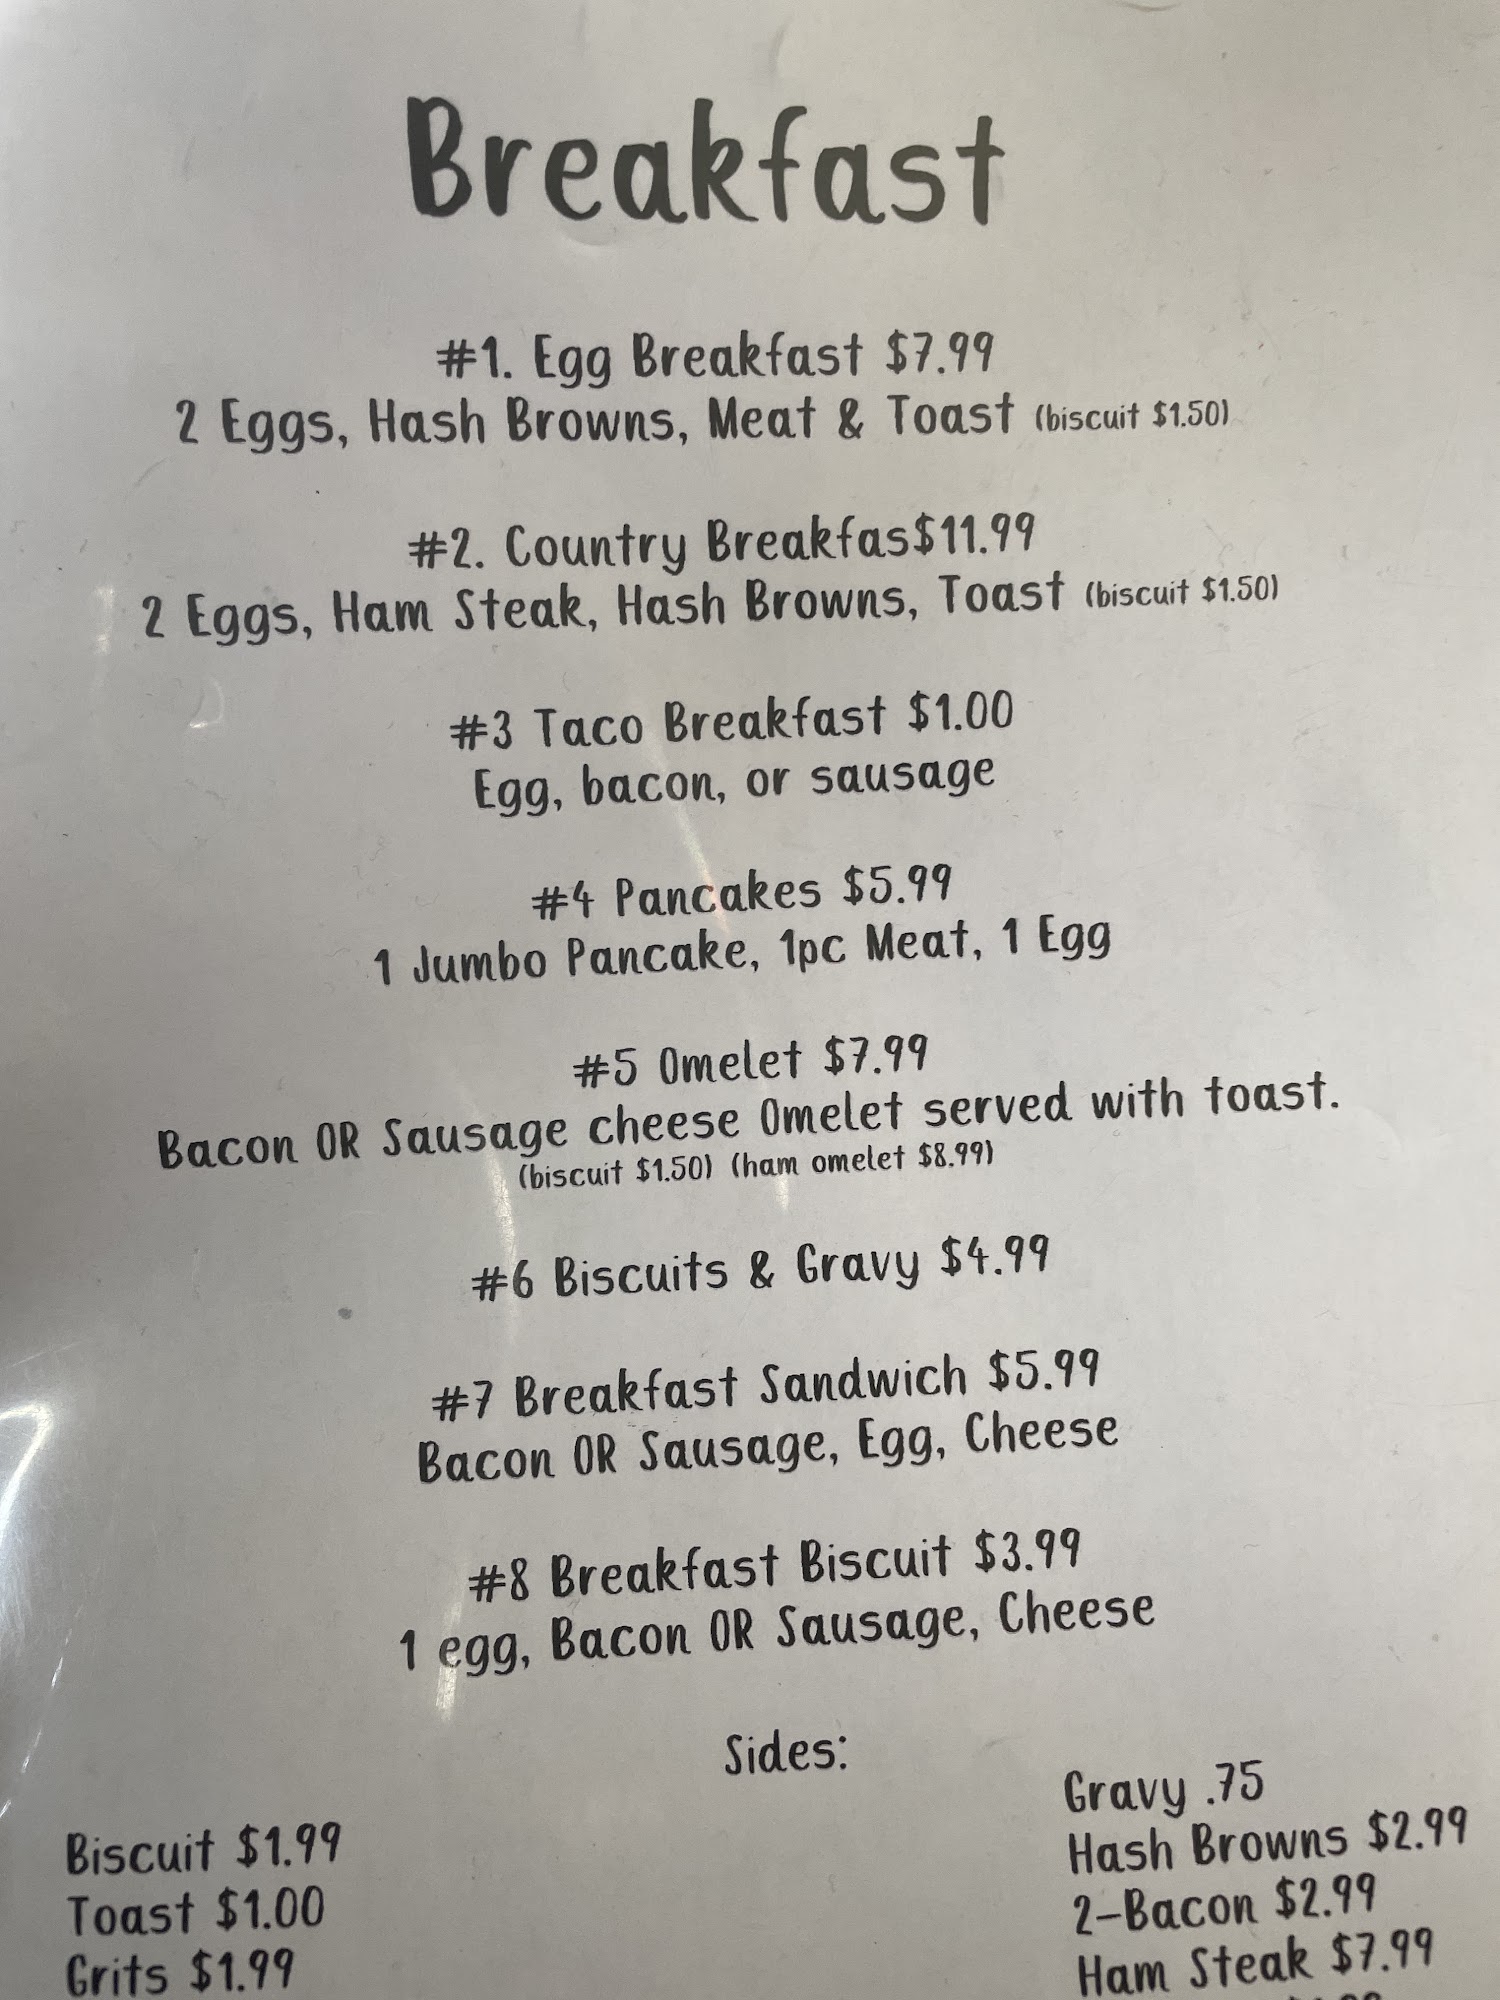 Breakfast
#1. Egg Breakfast $7.99
2 Eggs, Hash Browns, Meat & Toast (biscuit $1.50)
#2. Country Breakfas$11.99
2 Eggs, Ham Steak, Hash Browns, Toast (biscuit $1.50)
#3 Taco Breakfast $1.00
Egg, bacon, or sausage
#4 Pancakes $5.99
1 Jumbo Pancake, 1pc Meat, 1 Egg
#5 Omelet $7.99
Bacon OR Sausage cheese Omelet served with toast.
(biscuit $1.50) (ham omelet $8.99)
#6 Biscuits & Gravy $4.99
#7 Breakfast Sandwich $5.99
Bacon OR Sausage, Egg, Cheese
#8 Breakfast Biscuit $3.99
1 egg, Bacon OR Sausage, Cheese
Sides:
Biscuit $1.99
Toast $1.00
Grits $1.99
Gravy .75
Hash Browns $2.99
2-Bacon $2.99
Ham Steak $7.99